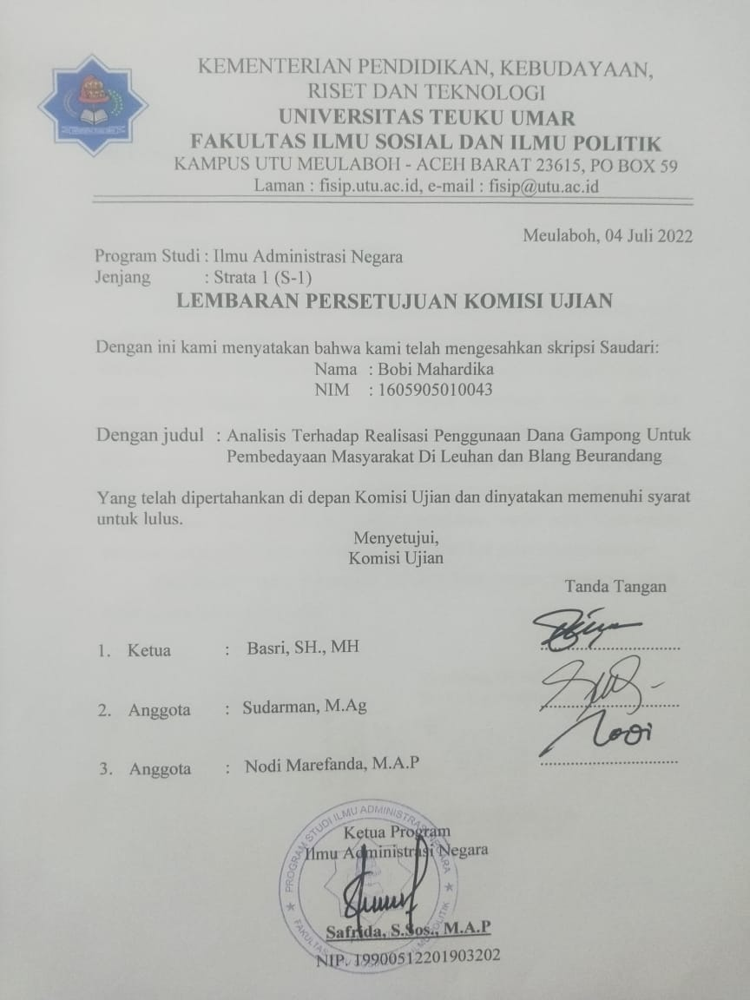 KEMENTERIAN PENDIDIKAN, KEBUDAYAAN,
RISET DAN TEKNOLOGI
UNIVERSITAS TEUKU UMAR
FAKULTAS ILMU SOSIAL DAN ILMU POLITIK
KAMPUS UTU MEULABOH - ACEH BARAT 23615, PO BOX 59
Laman : fisip.utu.ac.id, e-mail : fisip@utu.ac.id
Meulaboh, 04 Juli 2022
Program Studi : Ilmu Administrasi Negara
Jenjang : Strata 1 (S-1)
LEMBARAN PERSETUJUAN KOMISI UJIAN
Dengan ini kami menyatakan bahwa kami telah mengesahkan skripsi Saudari:
Nama : Bobi Mahardika
NIM : 1605905010043
Dengan judul : Analisis Terhadap Realisasi Penggunaan Dana Gampong Untuk
Pembedayaan Masyarakat Di Leuhan dan Blang Beurandang
Yang telah dipertahankan di depan Komisi Ujian dan dinyatakan memenuhi syarat
untuk lulus.
Menyetujui,
Komisi Ujian
Tanda Tangan
1. Ketua : Basri, SH., MH
2. Anggota : Sudarman, M.Ag
3. Anggota : Nodi Marefanda, M.A.P
PROGRAM STUDI ILMU ADMINISTRASI NEGARA
Ketua Program
Ilmu Administrasi Negara
Safrida, S.Sos., M.A.P
NIP. 199005122019032​02